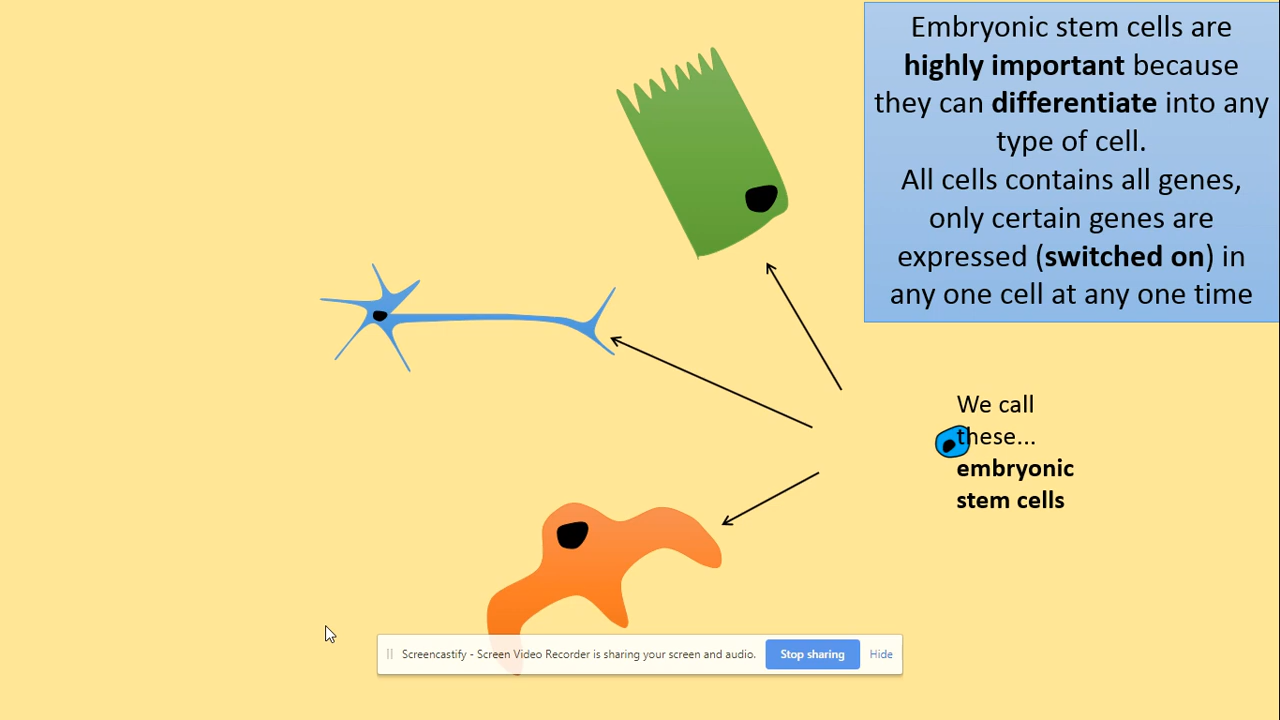 Embryonic stem cells are
highly important because
they can differentiate into any
type of cell.
All cells contains all genes,
only certain genes are
expressed (switched on) in
any one cell at any one time
We call
these...
embryonic
stem cells
Screencastify - Screen Video Recorder is sharing your screen and audio. Stop sharing Hide